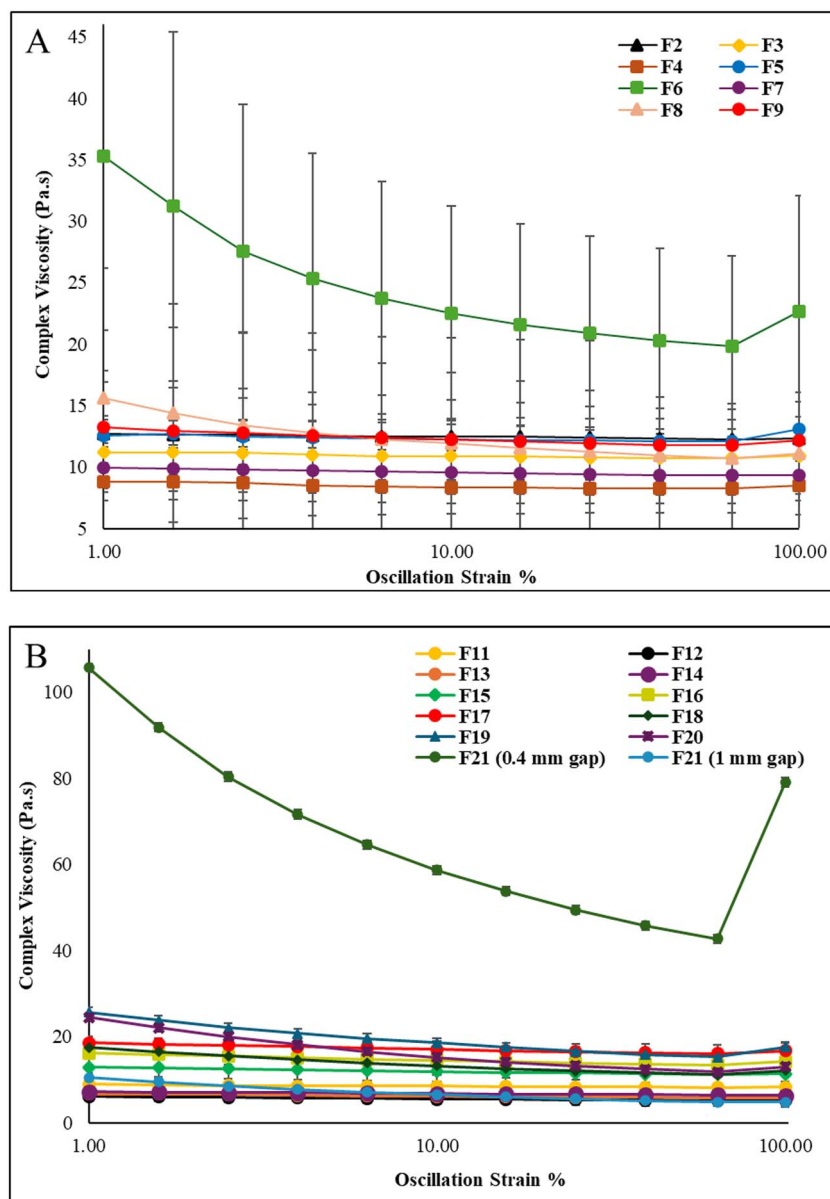 A
F2 F3
F4 F5
F6 F7
F8 F9
Complex Viscosity (Pa.s)
45
40
35
30
25
20
15
10
5
1.00 10.00 100.00
Oscillation Strain %
B
F11 F12
F13 F14
F15 F16
F17 F18
F19 F20
F21 (0.4 mm gap) F21 (1 mm gap)
Complex Viscosity (Pa.s)
100
80
60
40
20
0
1.00 10.00 100.00
Oscillation Strain %